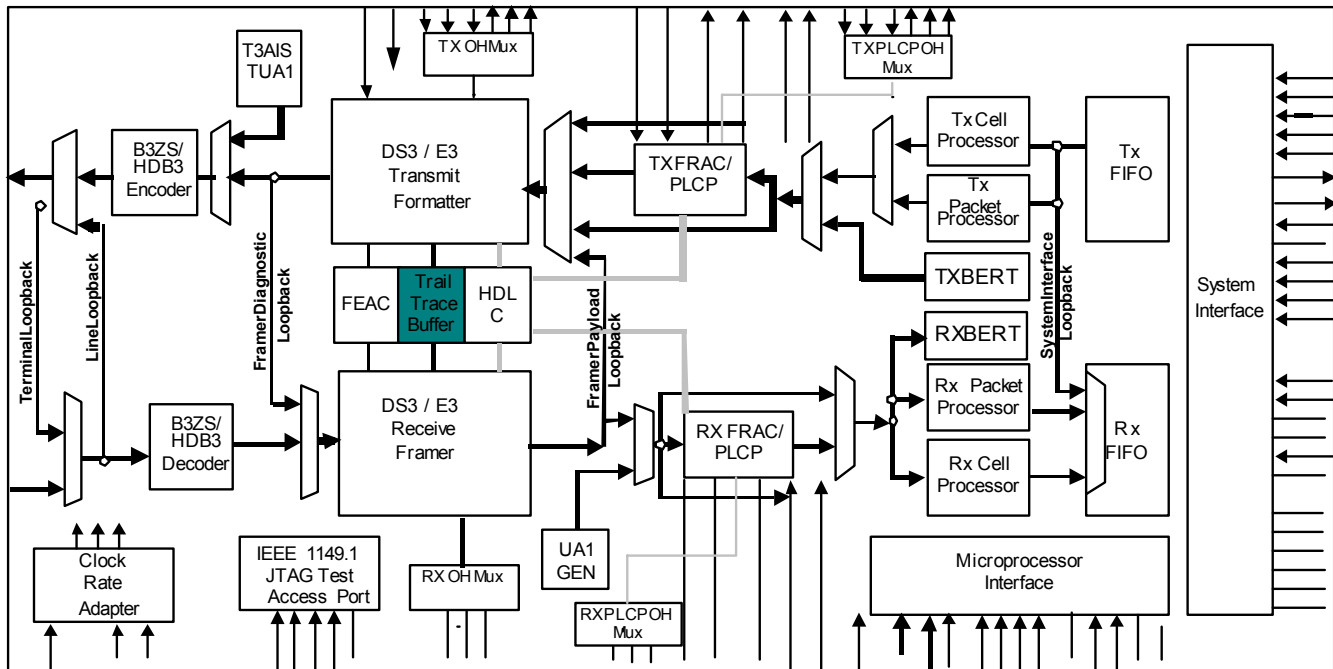 TX OHMux
TXPLCPOH
Mux
T3AIS
TUA1
B3ZS/
HDB3
Encoder
DS3 / E3
Transmit
Formatter
TXFRAC/
PLCP
Tx Cell
Processor
Tx
Packet
Processor
Tx
FIFO
TXBERT
System
Interface
TerminalLoopback
LineLoopback
FramerDiagnostic
Loopback
FEAC
Trail
Trace
Buffer
HDL
C
FramerPayload
Loopback
SystemInterface
Loopback
RXBERT
Rx Packet
Processor
Rx Cell
Processor
Rx
FIFO
B3ZS/
HDB3
Decoder
DS3 / E3
Receive
Framer
RX FRAC/
PLCP
UA1
GEN
Clock
Rate
Adapter
IEEE 1149.1
JTAG Test
Access Port
RX OHMux
RXPLCPOH
Mux
Microprocessor
Interface